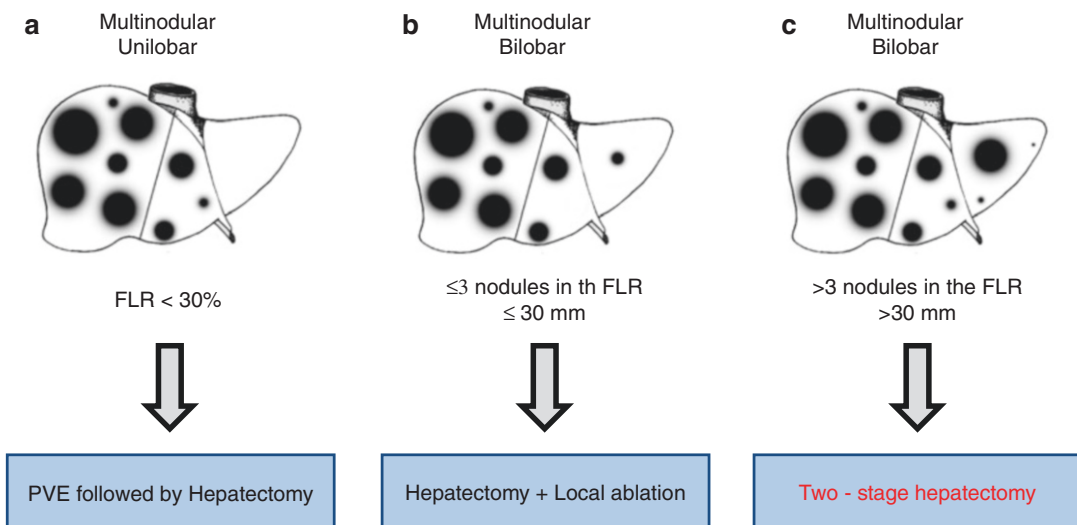 a
Multinodular
Unilobar
FLR < 30%
PVE followed by Hepatectomy
b
Multinodular
Bilobar
≤3 nodules in th FLR
≤ 30 mm
Hepatectomy + Local ablation
c
Multinodular
Bilobar
>3 nodules in the FLR
>30 mm
Two - stage hepatectomy